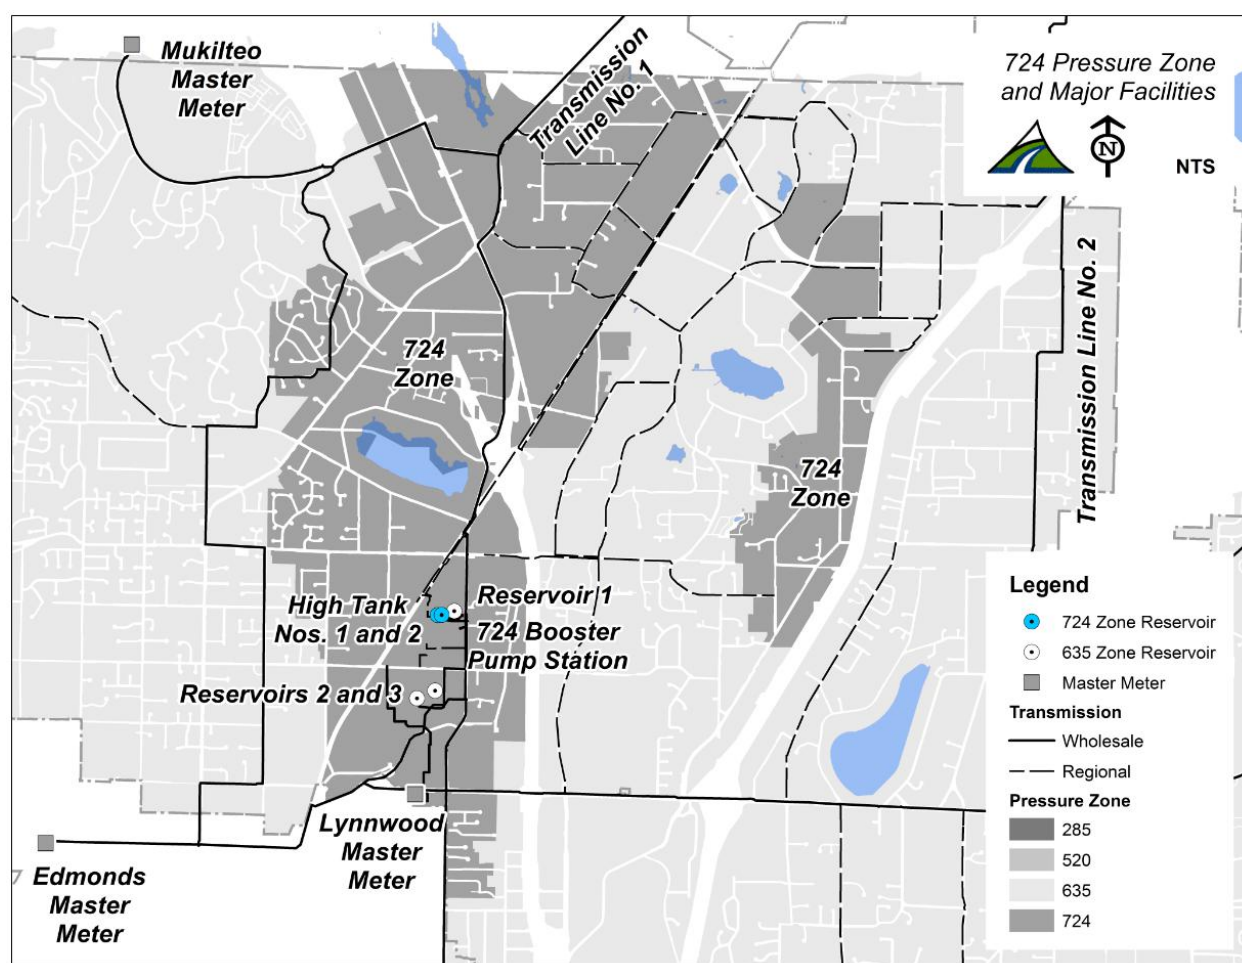 Mukilteo
Master
Meter
Transmission
Line No. 1
724 Pressure Zone
and Major Facilities
N
NTS
Transmission Line No. 2
724
Zone
724
Zone
High Tank
Nos. 1 and 2
Reservoir 1
724 Booster
Pump Station
Reservoirs 2 and 3
Lynnwood
Master
Meter
Edmonds
Master
Meter
Legend
724 Zone Reservoir
635 Zone Reservoir
Master Meter
Transmission
Wholesale
Regional
Pressure Zone
285
520
635
724